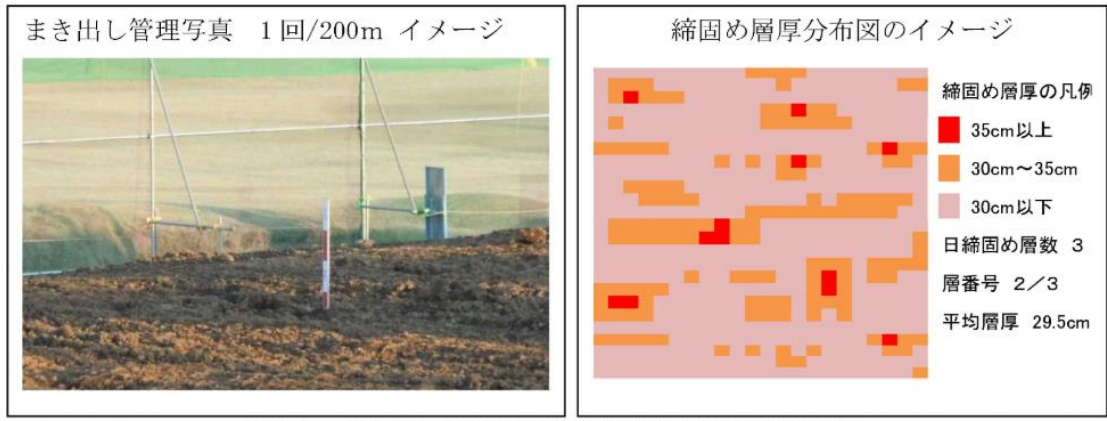 まき出し管理写真 1回/200m イメージ
締固め層厚分布図のイメージ
締固め層厚の凡例
35cm以上
30cm～35cm
30cm以下
日締固め層数 3
層番号 2／3
平均層厚 29.5cm